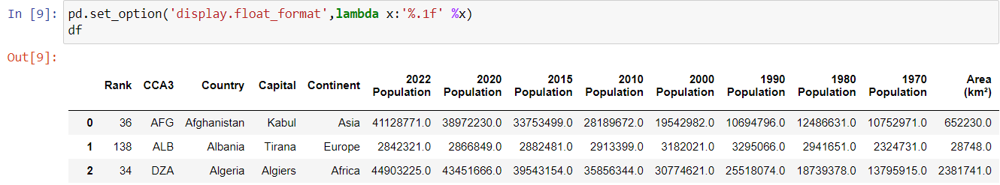 In [9]: pd.set_option('display.float_format',lambda x:'%.1f' %x)
df
Out[9]:
Rank CCA3 Country Capital Continent 2022 Population 2020 Population 2015 Population 2010 Population 2000 Population 1990 Population 1980 Population 1970 Population Area (km²)
0 36 AFG Afghanistan Kabul Asia 41128771.0 38972230.0 33753499.0 28189672.0 19542982.0 10694796.0 12486631.0 10752971.0 652230.0
1 138 ALB Albania Tirana Europe 2842321.0 2866849.0 2882481.0 2913399.0 3182021.0 3295066.0 2941651.0 2324731.0 28748.0
2 34 DZA Algeria Algiers Africa 44903225.0 43451666.0 39543154.0 35856344.0 30774621.0 25518074.0 18739378.0 13795915.0 2381741.0